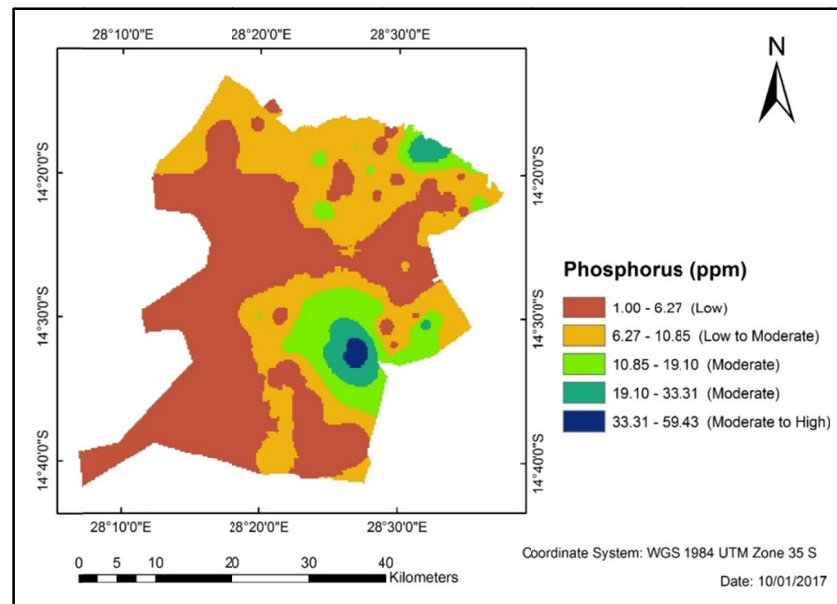 28°10'0"E 28°20'0"E 28°30'0"E
N
14°20'0"S 14°20'0"S
Phosphorus (ppm)
1.00 - 6.27 (Low)
14°30'0"S 14°30'0"S
6.27 - 10.85 (Low to Moderate)
10.85 - 19.10 (Moderate)
19.10 - 33.31 (Moderate)
33.31 - 59.43 (Moderate to High)
14°40'0"S 14°40'0"S
28°10'0"E 28°20'0"E 28°30'0"E
0 5 10 20 30 40
Kilometers
Coordinate System: WGS 1984 UTM Zone 35 S
Date: 10/01/2017